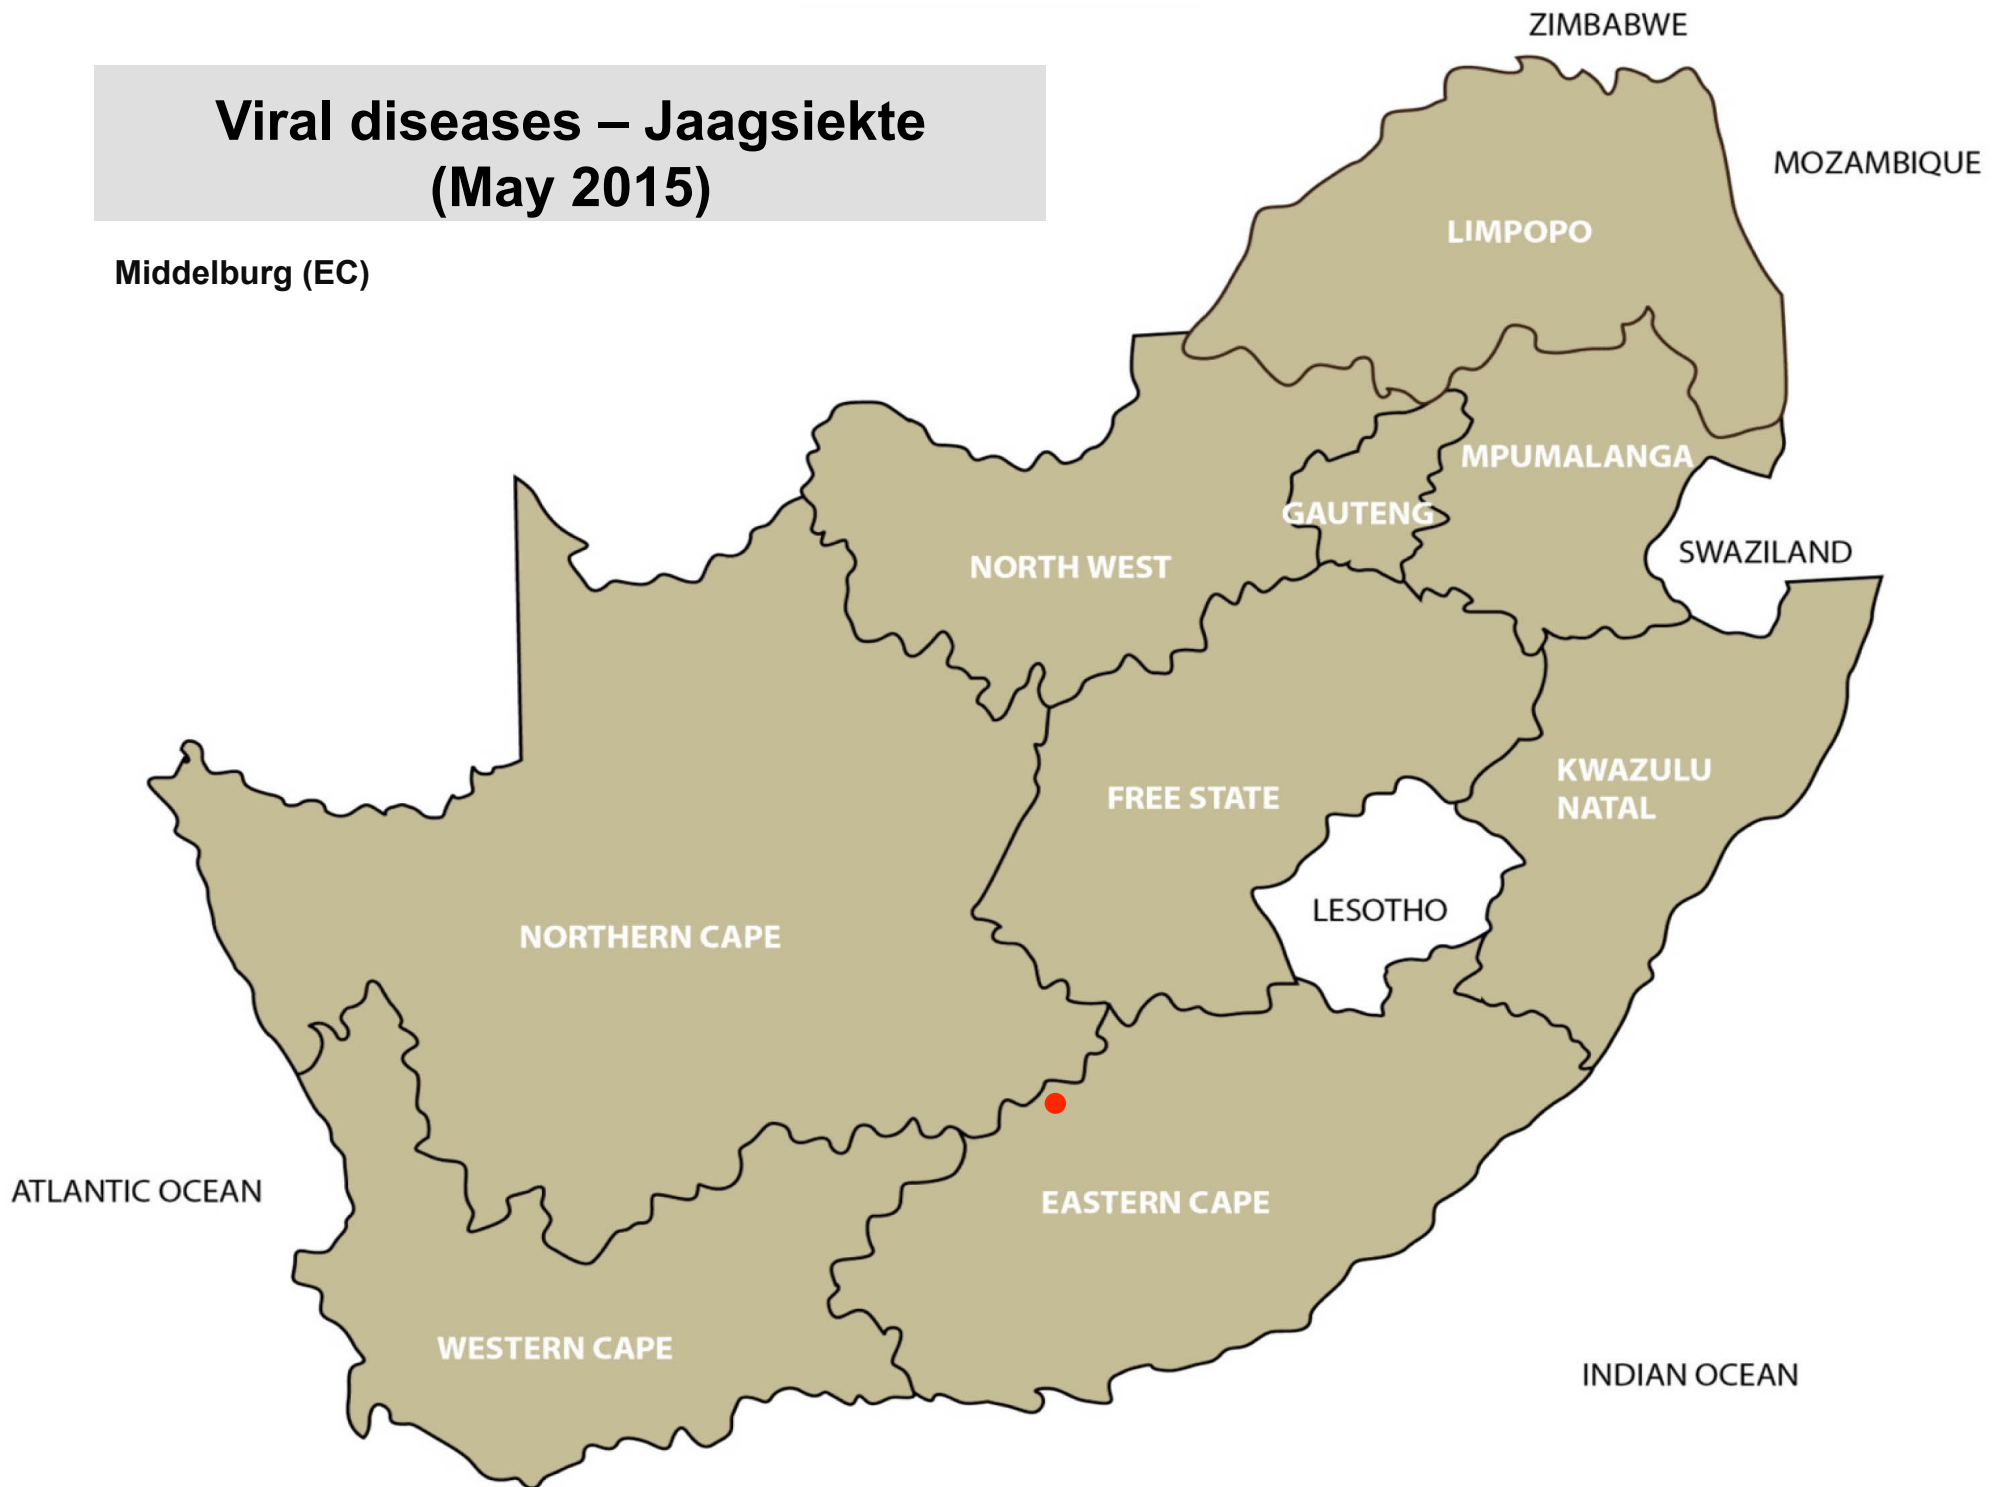 ZIMBABWE
Viral diseases – Jaagsiekte
(May 2015)
MOZAMBIQUE
LIMPOPO
Middelburg (EC)
MPUMALANGA
GAUTENG
SWAZILAND
NORTH WEST
KWAZULU
NATAL
FREE STATE
LESOTHO
NORTHERN CAPE
ATLANTIC OCEAN
EASTERN CAPE
WESTERN CAPE
INDIAN OCEAN